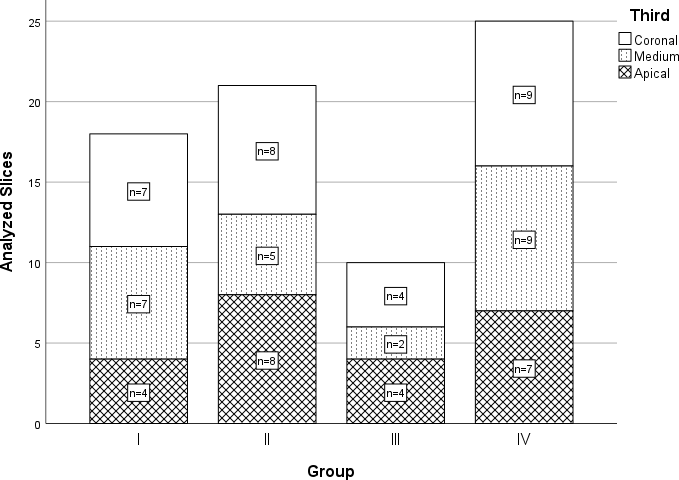 Third
Coronal
Medium
Apical
Analyzed Slices
25
20
15
10
5
0
n=7
n=7
n=4
n=8
n=5
n=8
n=4
n=2
n=4
n=9
n=9
n=7
I
II
III
IV
Group